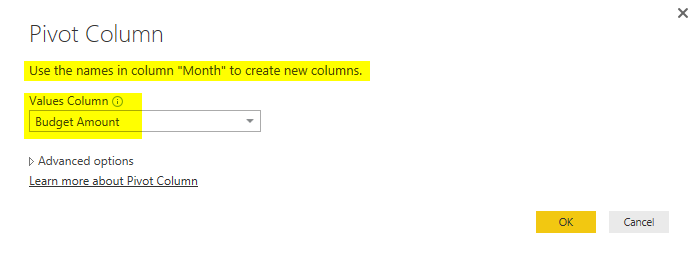 Pivot Column
Use the names in column "Month" to create new columns.
Values Column
Budget Amount
Advanced options
Learn more about Pivot Column
OK
Cancel